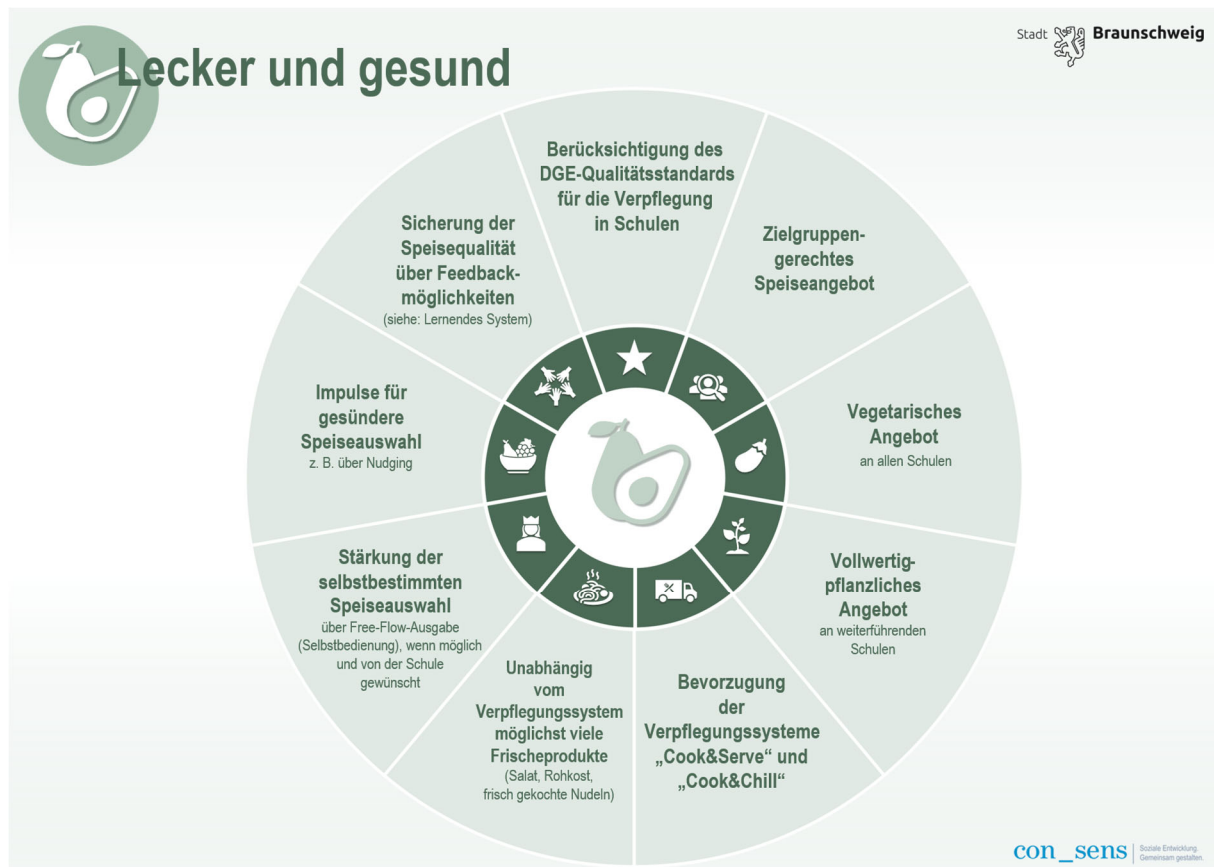 Lecker und gesund
Stadt Braunschweig
Berücksichtigung des
DGE-Qualitätsstandards
für die Verpflegung
in Schulen
Zielgruppen-
gerechtes
Speiseangebot
Vegetarisches
Angebot
an allen Schulen
Vollwertig-
pflanzliches
Angebot
an weiterführenden
Schulen
Bevorzugung
der
Verpflegungssysteme
„Cook&Serve“ und
„Cook&Chill“
Unabhängig
vom
Verpflegungssystem
möglichst viele
Frischeprodukte
(Salat, Rohkost,
frisch gekochte Nudeln)
Stärkung der
selbstbestimmten
Speiseauswahl
über Free-Flow-Ausgabe
(Selbstbedienung), wenn möglich
und von der Schule
gewünscht
Impulse für
gesündere
Speiseauswahl
z. B. über Nudging
Sicherung der
Speisequalität
über Feedback-
möglichkeiten
(siehe: Lernendes System)
con_sens
Soziale Entwicklung.
Gemeinsam gestalten.